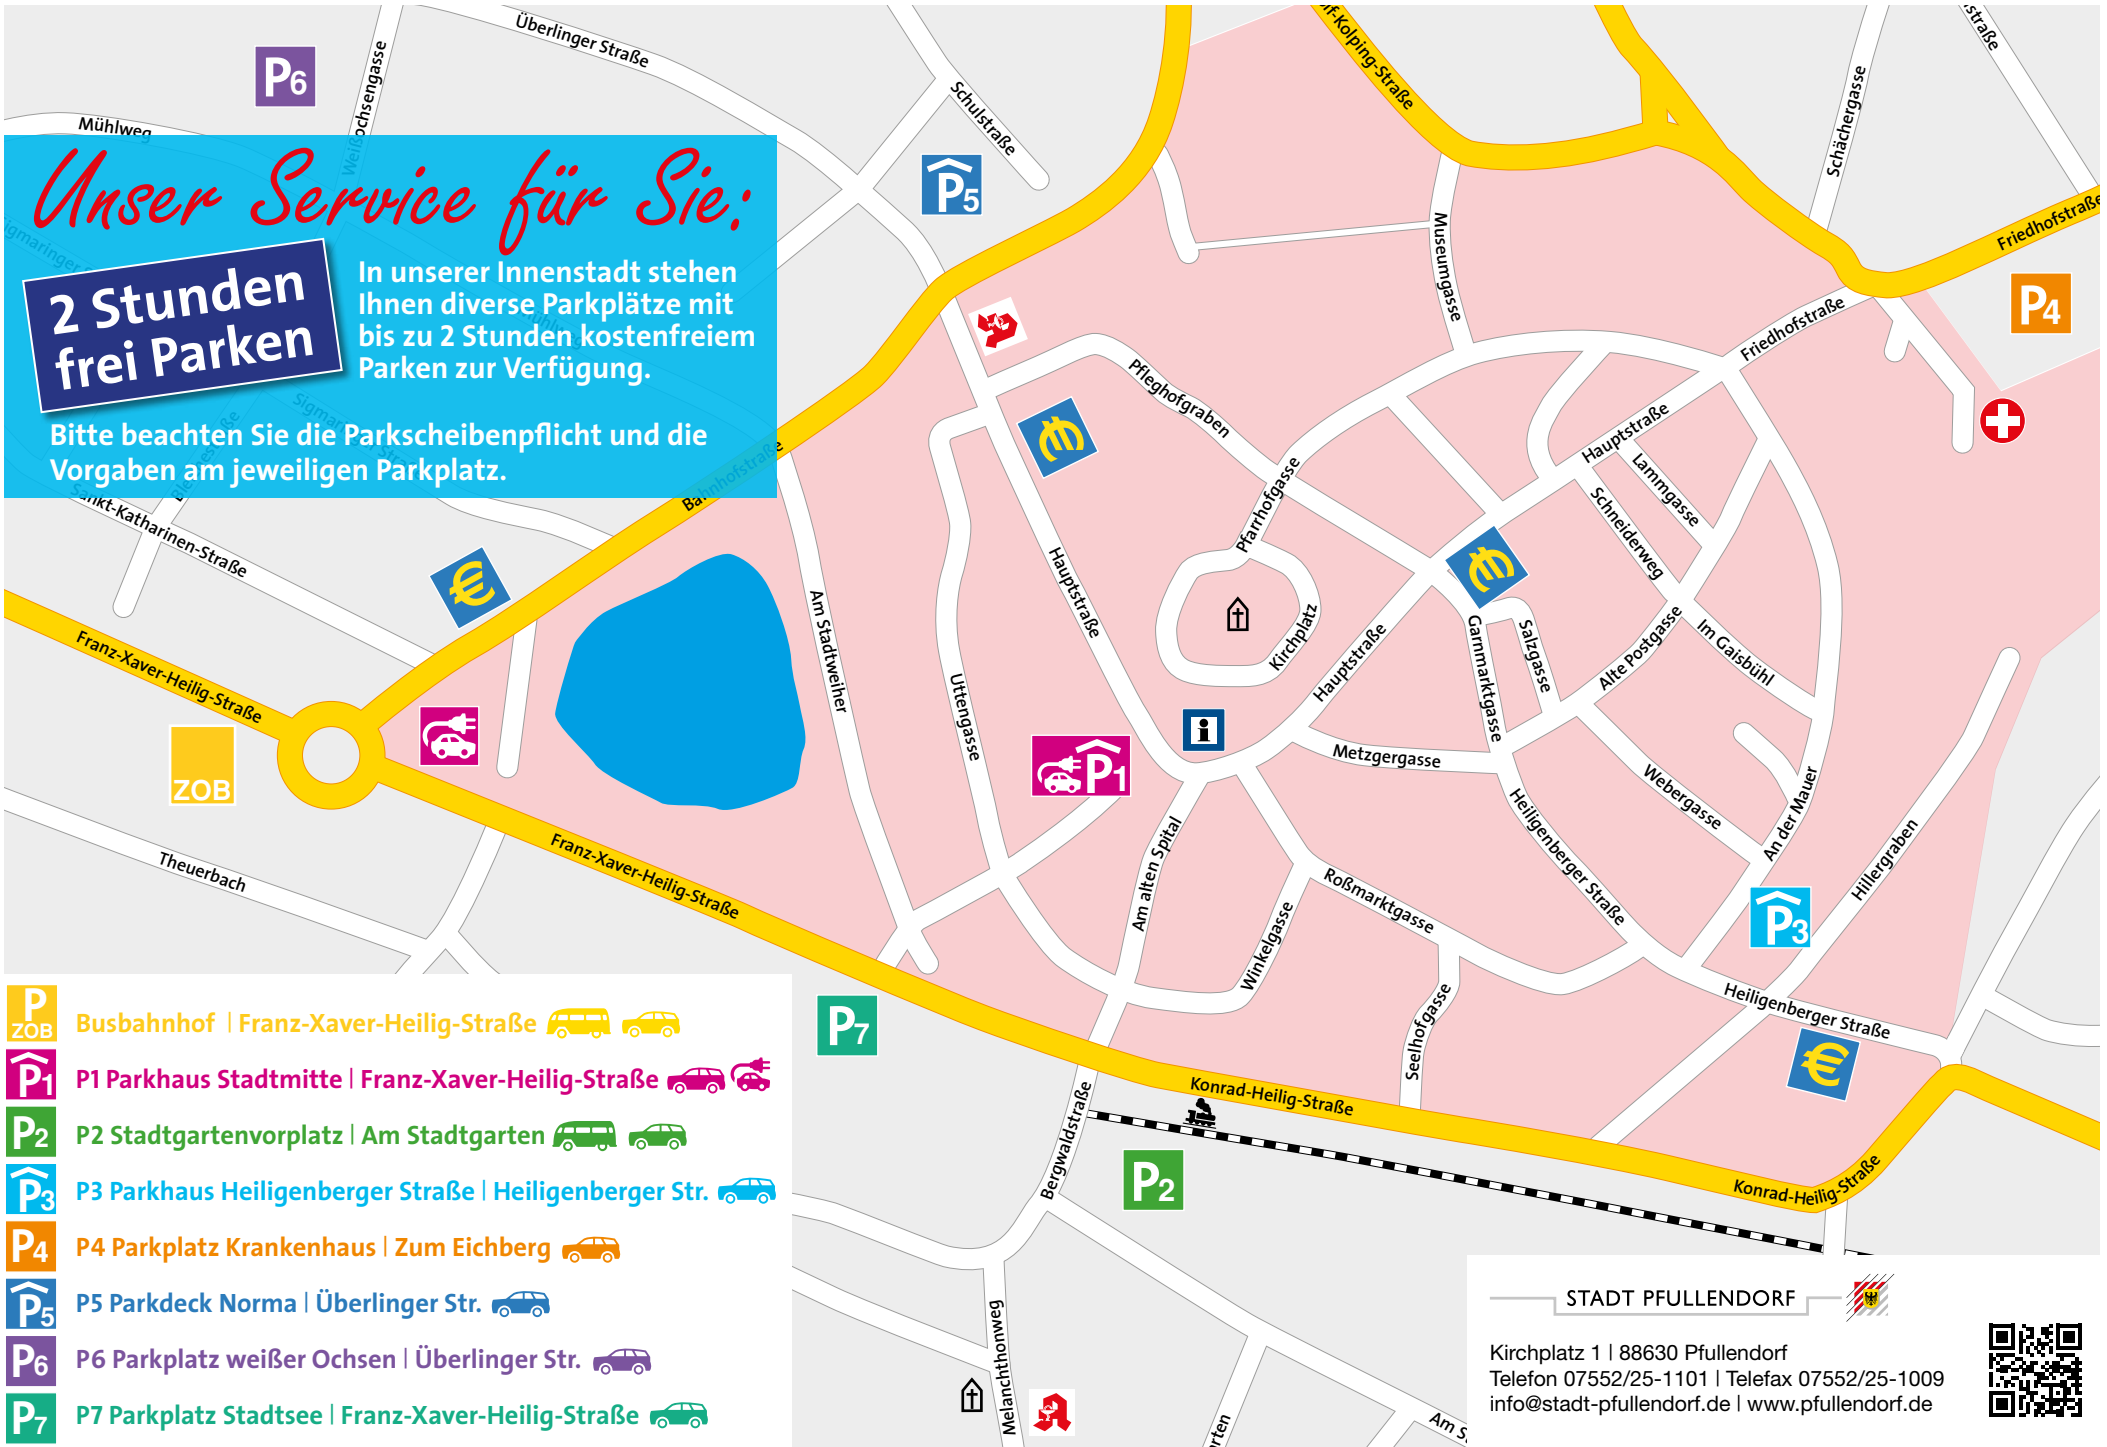 Überlinger Straße
Weißochsengasse
P6
Mühlweg
Schulstraße
P5
Schächergasse
straße
lf-Kolping-Straße
Unser Service für Sie:
2 Stunden
frei Parken
In unserer Innenstadt stehen
Ihnen diverse Parkplätze mit
bis zu 2 Stunden kostenfreiem
Parken zur Verfügung.
Bitte beachten Sie die Parkscheibenpflicht und die
Vorgaben am jeweiligen Parkplatz.
Museumgasse
Friedhofstraße
P4
Friedhofstraße
Pfleghofgraben
Hauptstraße
Lammgasse
Schneiderweg
Pfarrhofgasse
Bahnhofstraße
Sankt-Katharinen-Straße
€
€
€
Hauptstraße
Am Stadtweiher
Kirchplatz
Hauptstraße
Garnmarktgasse
Salzgasse
Alte Postgasse
Im Gaisbühl
Franz-Xaver-Heilig-Straße
ZOB
Uttengasse
i
P1
Metzgergasse
Webergasse
An der Mauer
Hillergraben
Heiligenberger Straße
Theuerbach
Franz-Xaver-Heilig-Straße
Am alten Spital
Winkelgasse
Roßmarktgasse
P3
Seelhofgasse
Heiligenberger Straße
€
P7
Konrad-Heilig-Straße
Bergwaldstraße
P2
Konrad-Heilig-Straße
Melanchthonweg
A
rten
Am S
P
ZOB
Busbahnhof | Franz-Xaver-Heilig-Straße
P1
P1 Parkhaus Stadtmitte | Franz-Xaver-Heilig-Straße
P2
P2 Stadtgartenvorplatz | Am Stadtgarten
P3
P3 Parkhaus Heiligenberger Straße | Heiligenberger Str.
P4
P4 Parkplatz Krankenhaus | Zum Eichberg
P5
P5 Parkdeck Norma | Überlinger Str.
P6
P6 Parkplatz weißer Ochsen | Überlinger Str.
P7
P7 Parkplatz Stadtsee | Franz-Xaver-Heilig-Straße
STADT PFULLENDORF
Kirchplatz 1 | 88630 Pfullendorf
Telefon 07552/25-1101 | Telefax 07552/25-1009
info@stadt-pfullendorf.de | www.pfullendorf.de